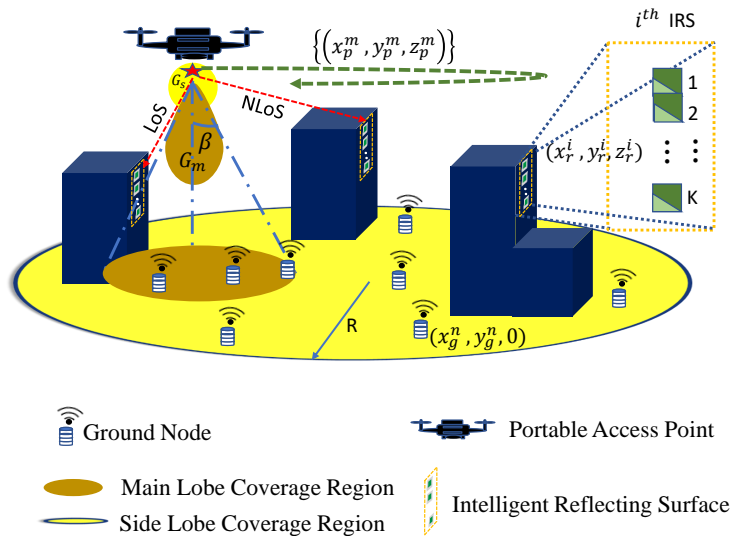 i^{th} IRS
{(x_p^m, y_p^m, z_p^m)}
G_s
LoS
NLoS
β
G_m
1
2
(x_r^i, y_r^i, z_r^i)
K
R
(x_g^n, y_g^n, 0)
Ground Node
Portable Access Point
Main Lobe Coverage Region
Intelligent Reflecting Surface
Side Lobe Coverage Region